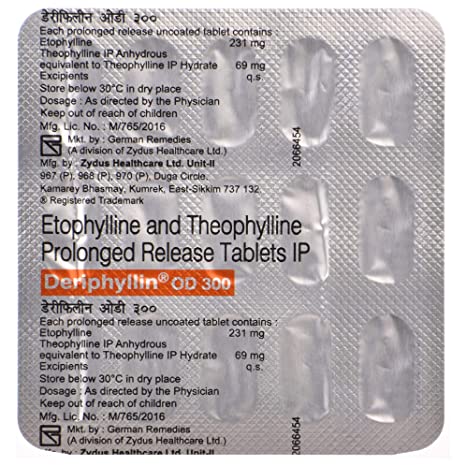 डेरीफिलीन ओडी ३००
Each prolonged release uncoated tablet contains :
Etophylline 231 mg
Theophylline IP Anhydrous
equivalent to Theophylline IP Hydrate 69 mg
Excipients q.s.
Store below 30°C in dry place
Dosage : As directed by the Physician
Keep out of reach of children
Mfg. Lic. No. : M/765/2016
Mkt. by : German Remedies
(A division of Zydus Healthcare Ltd.)
Mfg. by : Zydus Healthcare Ltd. Unit-II
967 (P), 968 (P), 970 (P), Duga Circle,
Kamarey Bhasmay, Kumrek, East-Sikkim 737 132.
® Registered Trademark
2066454
Etophylline and Theophylline
Prolonged Release Tablets IP
Deriphyllin® OD 300
डेरीफिलीन ओडी ३००
Each prolonged release uncoated tablet contains :
Etophylline 231 mg
Theophylline IP Anhydrous
equivalent to Theophylline IP Hydrate 69 mg
Excipients q.s.
Store below 30°C in dry place
Dosage : As directed by the Physician
Keep out of reach of children
Mfg. Lic. No. : M/765/2016
Mkt. by : German Remedies
(A division of Zydus Healthcare Ltd.)
Mfg. by : Zydus Healthcare Ltd. Unit-II
2066454